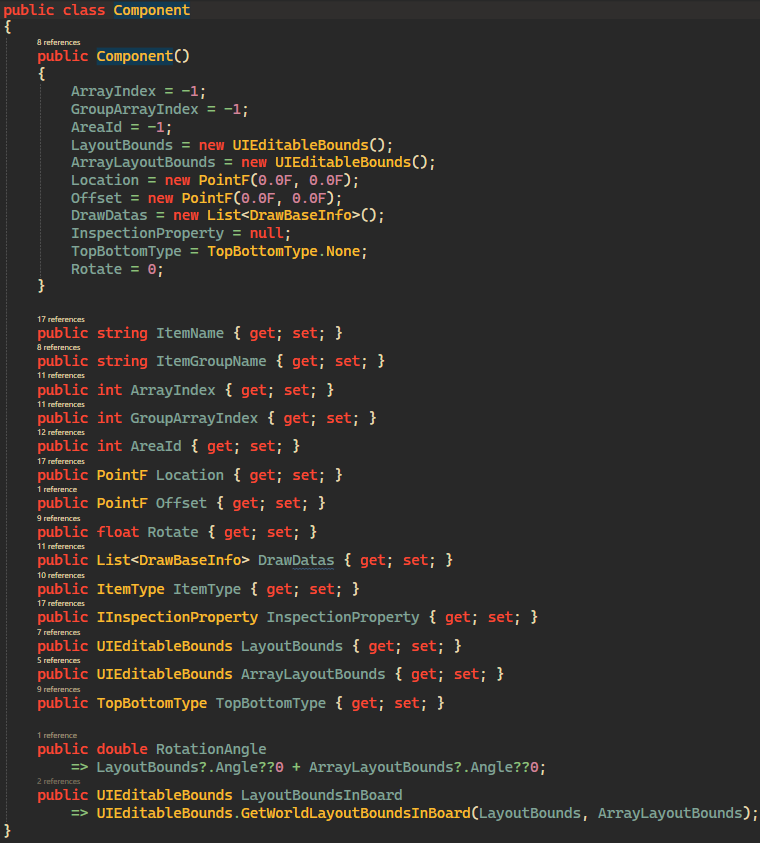 public class Component
{
8 references
public Component()
{
ArrayIndex = -1;
GroupArrayIndex = -1;
AreaId = -1;
LayoutBounds = new UIEditableBounds();
ArrayLayoutBounds = new UIEditableBounds();
Location = new PointF(0.0F, 0.0F);
Offset = new PointF(0.0F, 0.0F);
DrawDatas = new List<DrawBaseInfo>();
InspectionProperty = null;
TopBottomType = TopBottomType.None;
Rotate = 0;
}
17 references
public string ItemName { get; set; }
8 references
public string ItemGroupName { get; set; }
11 references
public int ArrayIndex { get; set; }
11 references
public int GroupArrayIndex { get; set; }
12 references
public int AreaId { get; set; }
17 references
public PointF Location { get; set; }
1 reference
public PointF Offset { get; set; }
9 references
public float Rotate { get; set; }
11 references
public List<DrawBaseInfo> DrawDatas { get; set; }
10 references
public ItemType ItemType { get; set; }
17 references
public IInspectionProperty InspectionProperty { get; set; }
7 references
public UIEditableBounds LayoutBounds { get; set; }
5 references
public UIEditableBounds ArrayLayoutBounds { get; set; }
9 references
public TopBottomType TopBottomType { get; set; }
1 reference
public double RotationAngle
=> LayoutBounds?.Angle??0 + ArrayLayoutBounds?.Angle??0;
2 references
public UIEditableBounds LayoutBoundsInBoard
=> UIEditableBounds.GetWorldLayoutBoundsInBoard(LayoutBounds, ArrayLayoutBounds);
}